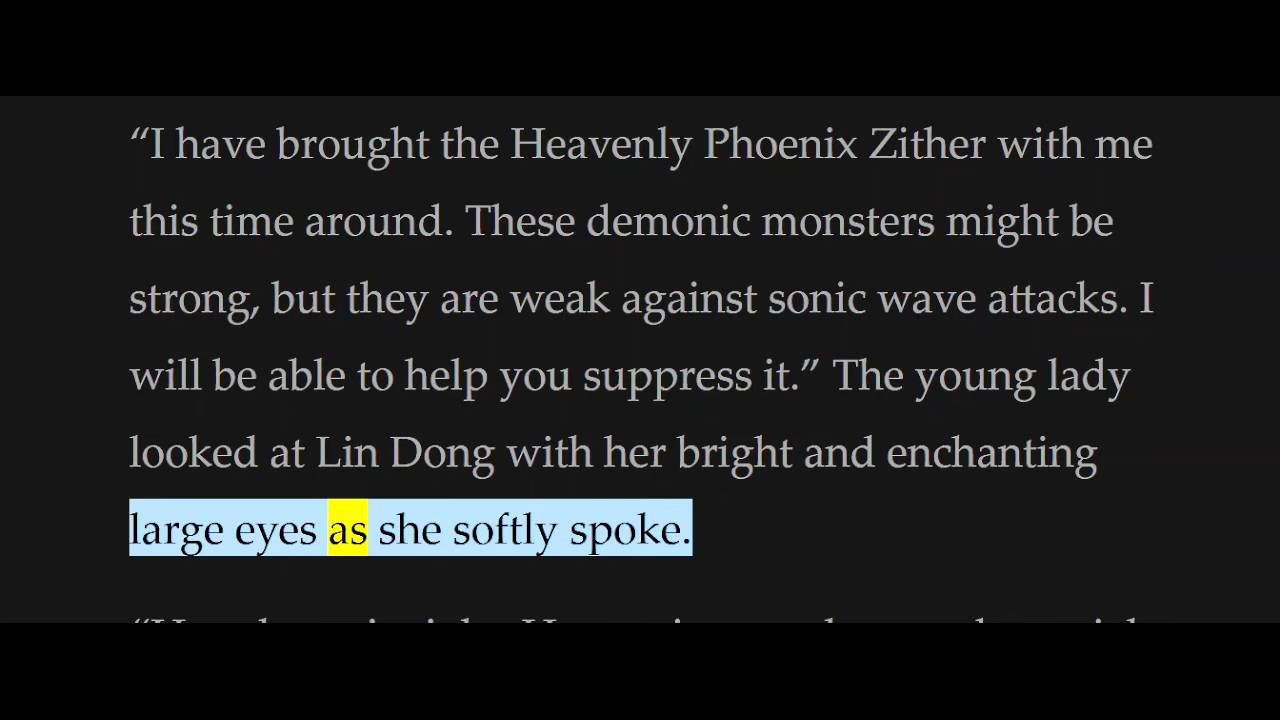 “I have brought the Heavenly Phoenix Zither with me
this time around. These demonic monsters might be
strong, but they are weak against sonic wave attacks. I
will be able to help you suppress it.” The young lady
looked at Lin Dong with her bright and enchanting
large eyes as she softly spoke.